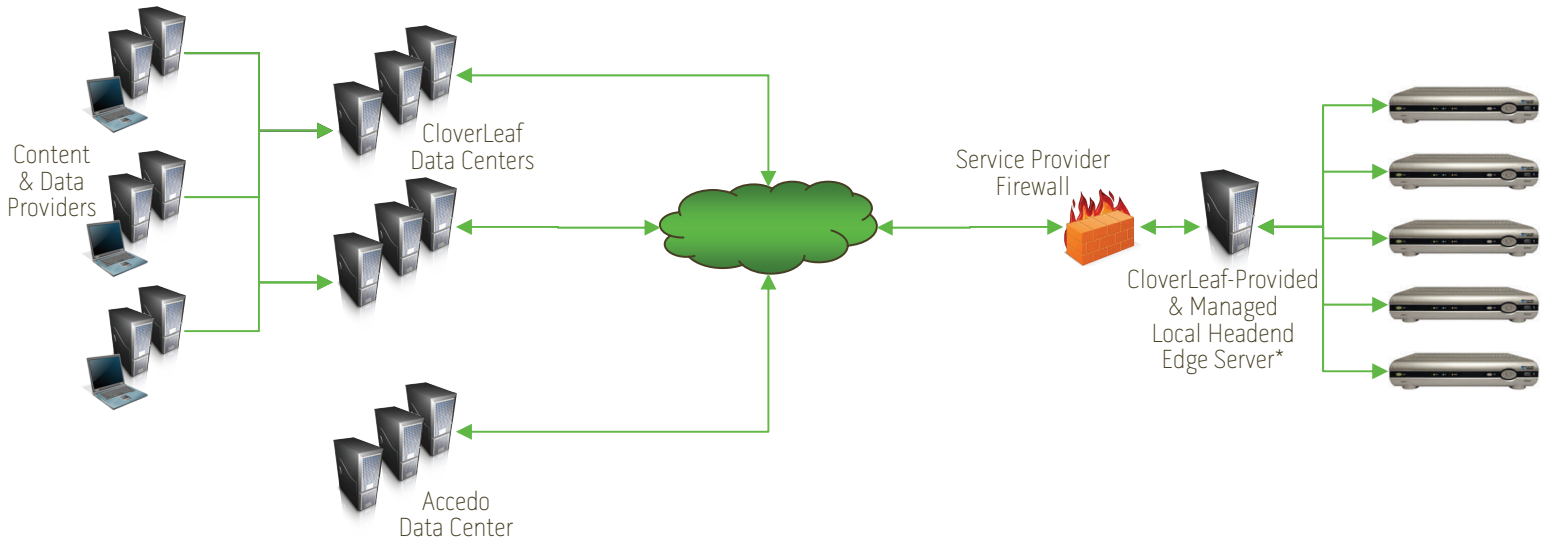 Content
& Data
Providers
CloverLeaf
Data Centers
Accedo
Data Center
Service Provider
Firewall
CloverLeaf-Provided
& Managed
Local Headend
Edge Server*